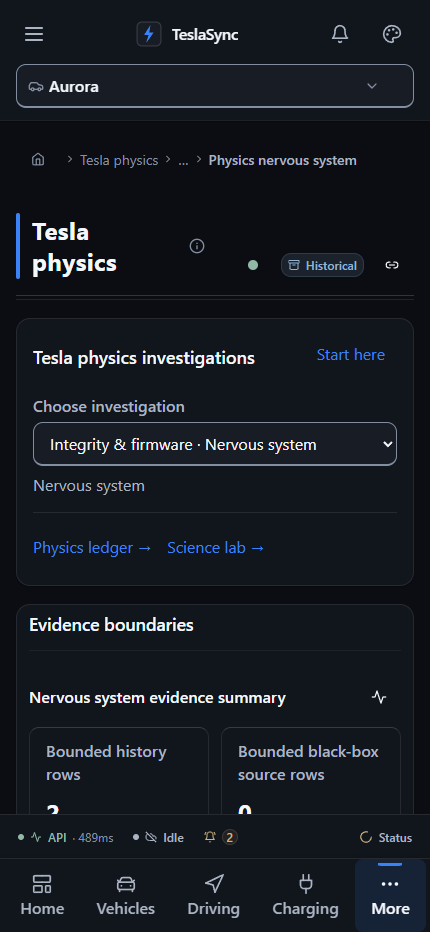 TeslaSync
Aurora
Tesla physics
...
Physics nervous system
Tesla
physics
Historical
Tesla physics investigations
Start here
Choose investigation
Integrity & firmware · Nervous system
Nervous system
Physics ledger →
Science lab →
Evidence boundaries
Nervous system evidence summary
Bounded history
rows
Bounded black-box
source rows
2
0
API · 489ms
Idle
2
Status
Home
Vehicles
Driving
Charging
More